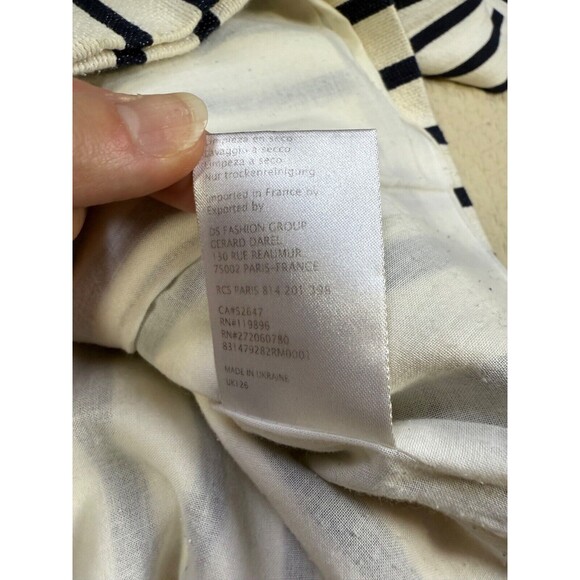 Limpieza en seco
Lavaggio a secco
Limpeza a seco
Nur trockenreinigung
Imported in France by
Exported by
DS FASHION GROUP
GERARD DAREL
130 RUE REAUMUR
75002 PARIS-FRANCE
RCS PARIS 814 201 398
CA#52647
RN#119896
RN#272060780
831479282RM0001
MADE IN UKRAINE
UK126